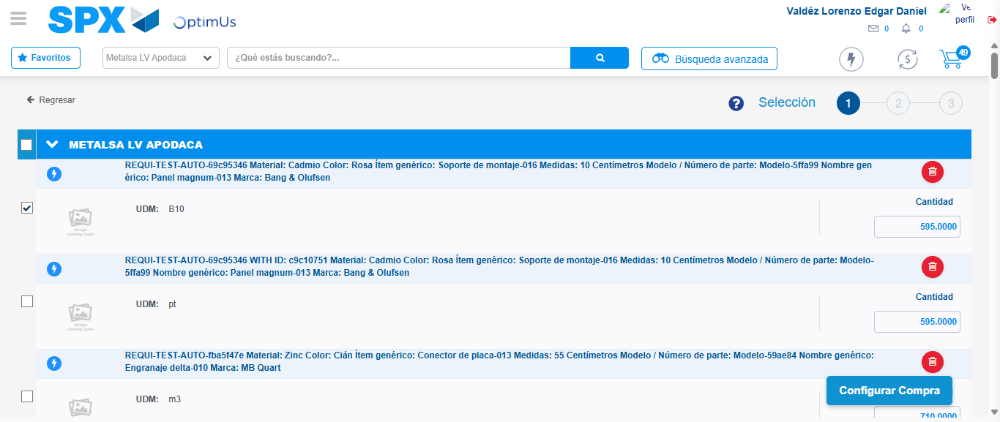 SPX
OptimUs
Valdéz Lorenzo Edgar Daniel
0
0
Ve
perfil
Favoritos
Metalsa LV Apodaca
¿Qué estás buscando?...
Búsqueda avanzada
$
49
Regresar
?
Selección
1
2
3
METALSA LV APODACA
REQUI-TEST-AUTO-69c95346 Material: Cadmio Color: Rosa Ítem genérico: Soporte de montaje-016 Medidas: 10 Centímetros Modelo / Número de parte: Modelo-5ffa99 Nombre gen
érico: Panel magnum-013 Marca: Bang & Olufsen
Cantidad
UDM: B10
595.0000
Image
Coming Soon
REQUI-TEST-AUTO-69c95346 WITH ID: c9c10751 Material: Cadmio Color: Rosa Ítem genérico: Soporte de montaje-016 Medidas: 10 Centímetros Modelo / Número de parte: Modelo-
5ffa99 Nombre genérico: Panel magnum-013 Marca: Bang & Olufsen
Cantidad
UDM: pt
595.0000
Image
Coming Soon
REQUI-TEST-AUTO-fba5f47e Material: Zinc Color: Cián Ítem genérico: Conector de placa-013 Medidas: 55 Centímetros Modelo / Número de parte: Modelo-59ae84 Nombre genérico:
Engranaje delta-010 Marca: MB Quart
Configurar Compra
UDM: m3
710.0000